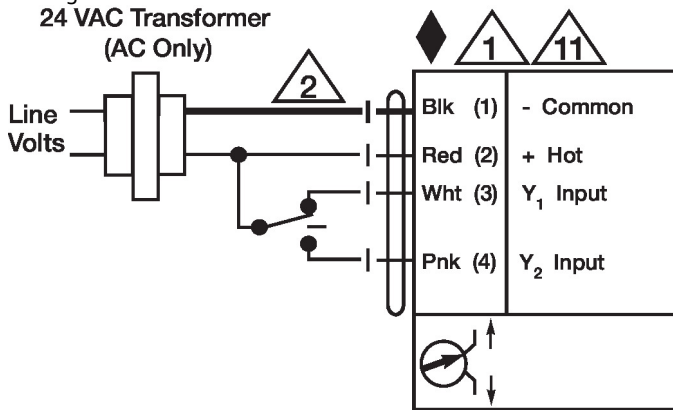 24 VAC Transformer
(AC Only)
1
11
2
Line
Volts
Blk (1) - Common
Red (2) + Hot
Wht (3) Y1 Input
Pnk (4) Y2 Input